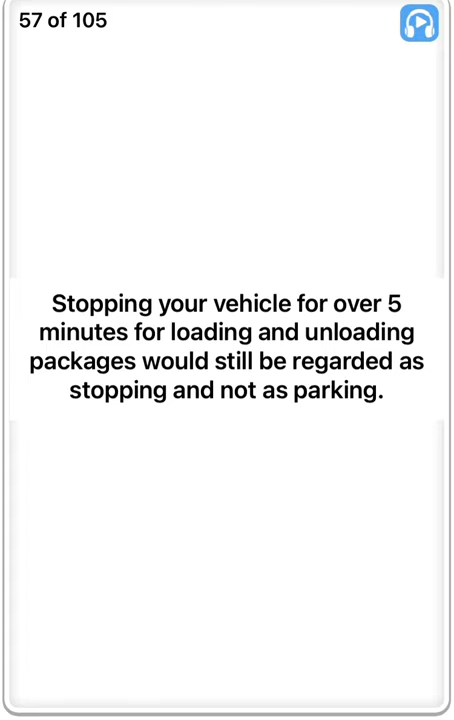 57 of 105
Stopping your vehicle for over 5
minutes for loading and unloading
packages would still be regarded as
stopping and not as parking.